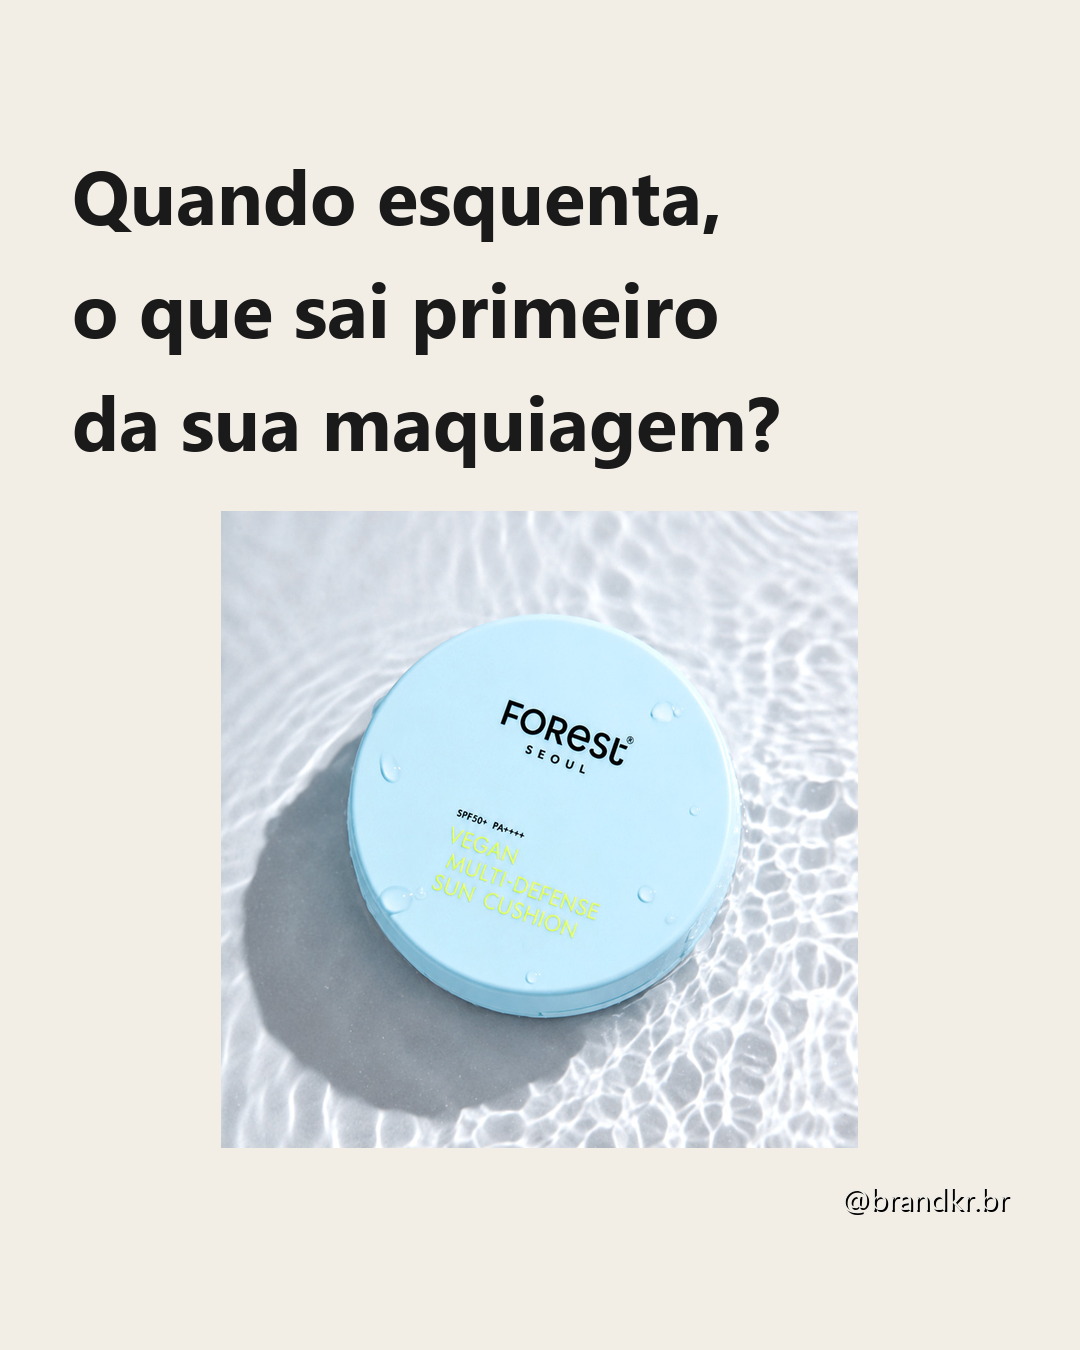 Quando esquenta,
o que sai primeiro
da sua maquiagem?
FORest®
SEOUL
SPF50+ PA++++
VEGAN
MULTI-DEFENSE
SUN CUSHION
@brandkr.br